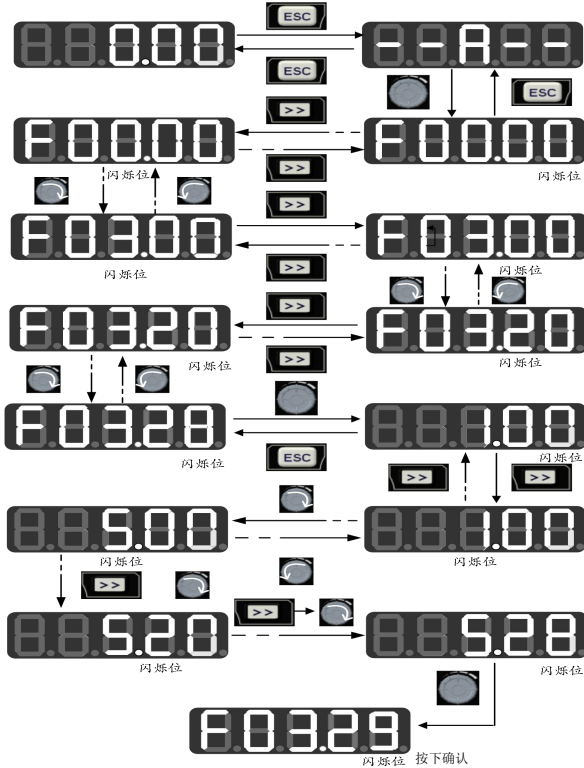 ESC
0.00
--A--
ESC
ESC
>>
F00.00
F00.00
闪烁位
闪烁位
>>
>>
F03.00
F03.00
闪烁位
闪烁位
>>
>>
F03.20
F03.20
闪烁位
闪烁位
>>
F03.20
1.00
闪烁位
闪烁位
ESC
>>
>>
5.00
1.00
闪烁位
闪烁位
>>
>>
5.20
5.28
闪烁位
闪烁位
F03.29
闪烁位 按下确认